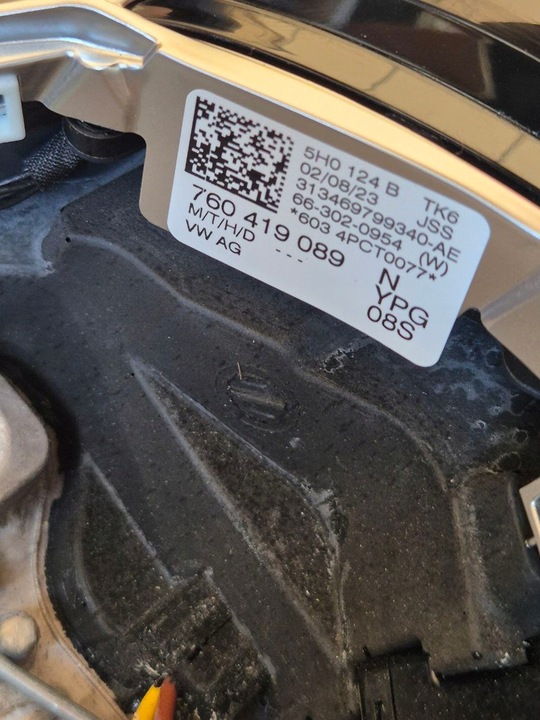 5H0 124 B TK6
02/08/23 JSS
313469799340-AE
66-302-0954 (W)
*603 4PCT0077*
760 419 089 N
M/T/H/D --- YPG
VW AG 08S